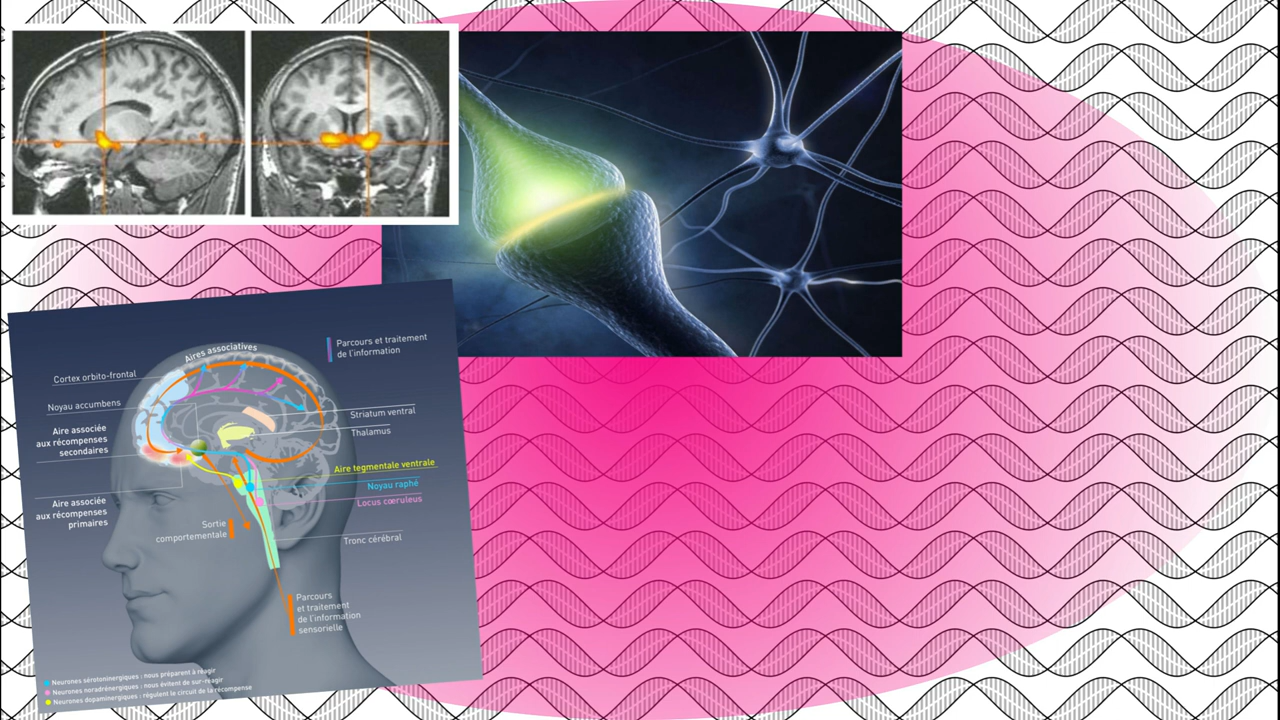 Aires associatives
Parcours et traitement
de l'information
Cortex orbito-frontal
Noyau accumbens
Aire associée
aux récompenses
secondaires
Striatum ventral
Thalamus
Aire tegmentale ventrale
Noyau raphé
Locus cœruleus
Aire associée
aux récompenses
primaires
Sortie
comportementale
Tronc cérébral
Parcours
et traitement
de l'information
sensorielle
Neurones sérotoninergiques : nous préparent à réagir
Neurones noradrénergiques : nous évitent de sur-réagir
Neurones dopaminergiques : régulent le circuit de la récompense